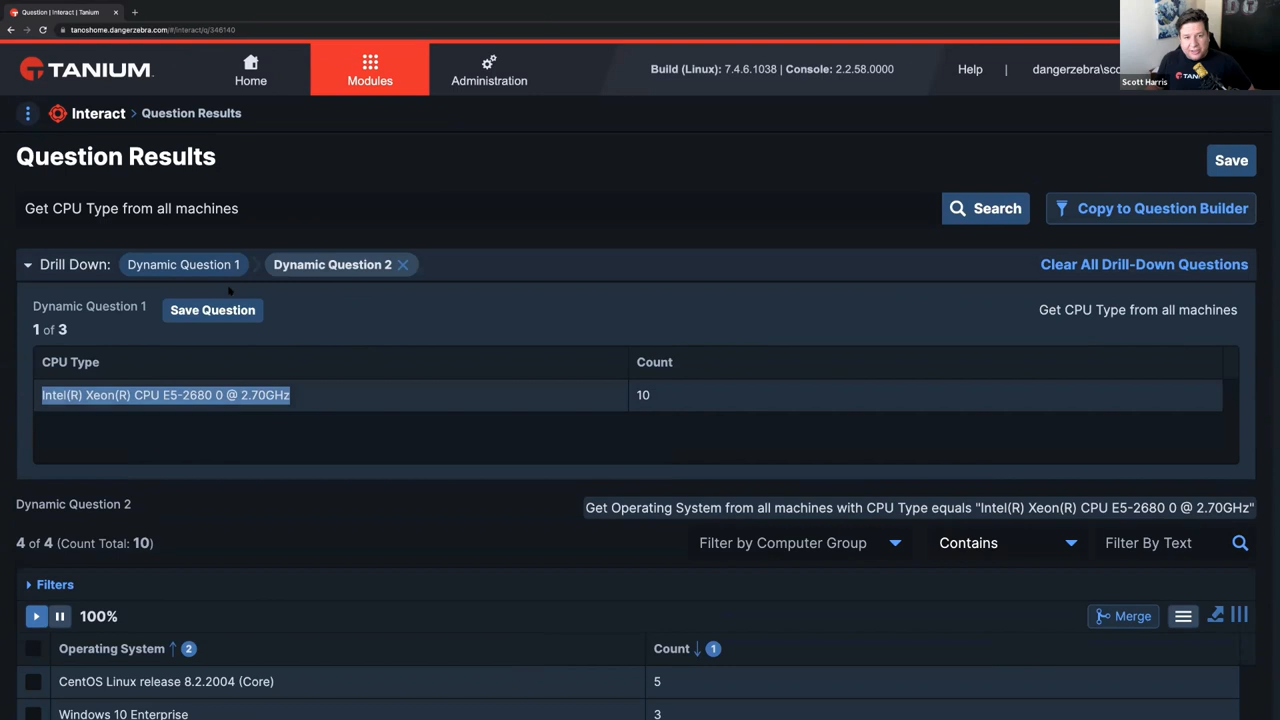 Question | Interact | Tanium
tanoshome.dangerzebra.com/#/interact/q/346140
TANIUM
Home
Modules
Administration
Build (Linux): 7.4.6.1038 | Console: 2.2.58.0000
Help
dangerzebra\sco
TANIUM
Scott Harris
Interact > Question Results
Question Results
Save
Get CPU Type from all machines
Search
Copy to Question Builder
Drill Down: Dynamic Question 1 Dynamic Question 2
Clear All Drill-Down Questions
Dynamic Question 1
Save Question
Get CPU Type from all machines
1 of 3
CPU Type Count
Intel(R) Xeon(R) CPU E5-2680 0 @ 2.70GHz 10
Dynamic Question 2
Get Operating System from all machines with CPU Type equals "Intel(R) Xeon(R) CPU E5-2680 0 @ 2.70GHz"
4 of 4 (Count Total: 10)
Filter by Computer Group
Contains
Filter By Text
Filters
100%
Merge
Operating System 2 Count 1
CentOS Linux release 8.2.2004 (Core) 5
Windows 10 Enterprise 3